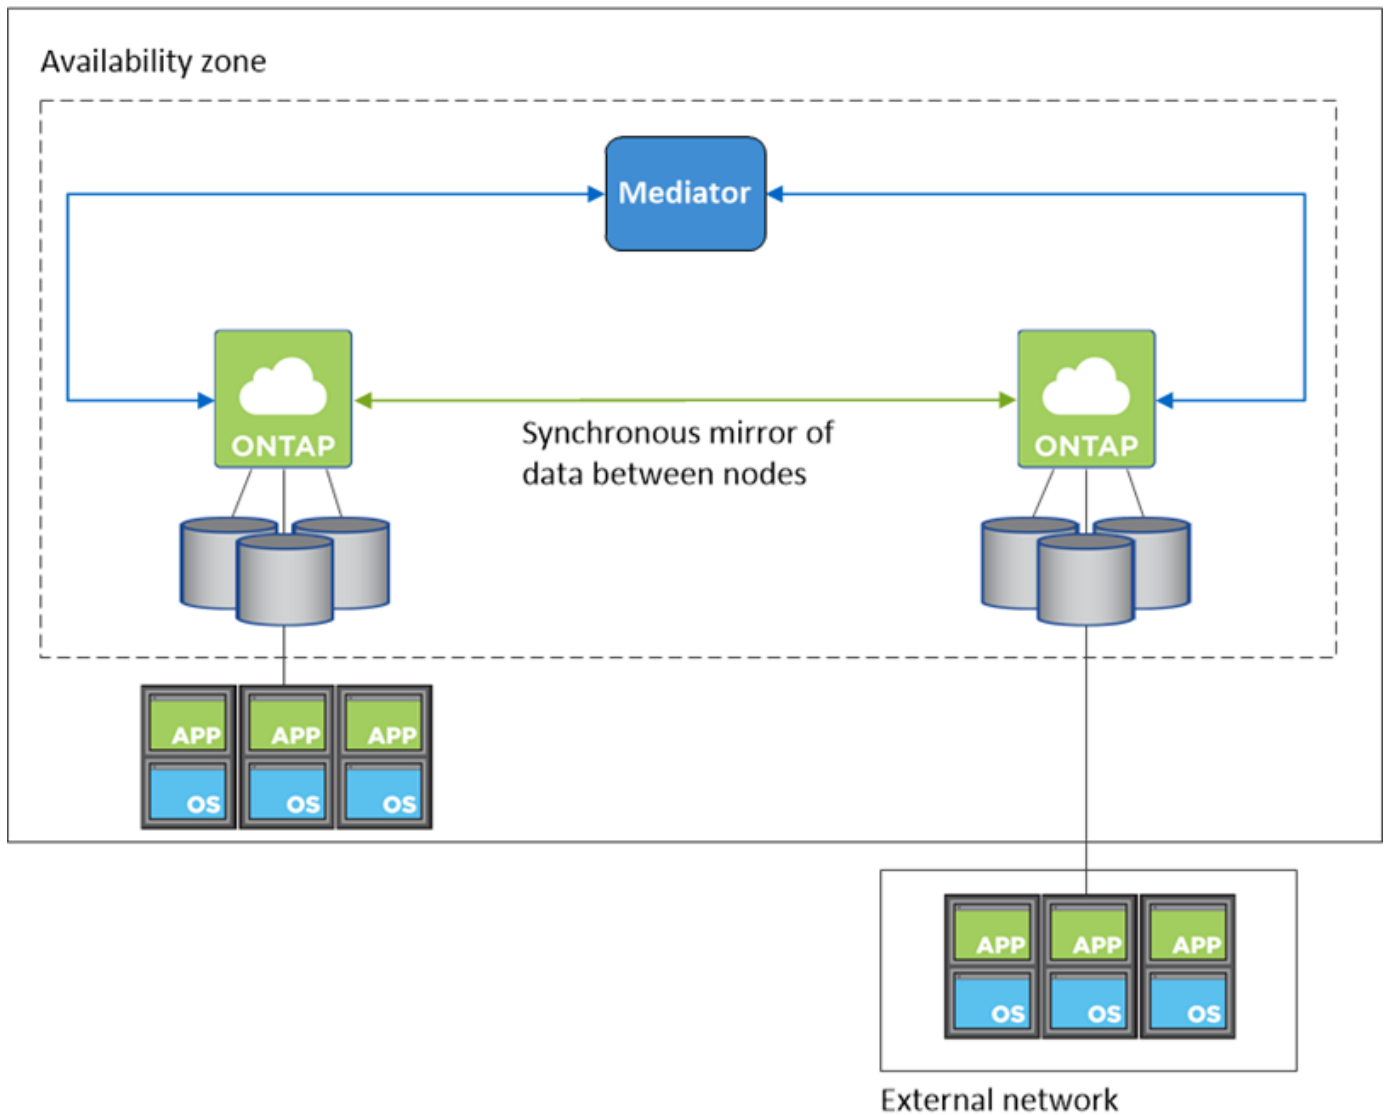 Availability zone
Mediator
ONTAP
ONTAP
Synchronous mirror of
data between nodes
APP APP APP
OS OS OS
APP APP APP
OS OS OS
External network